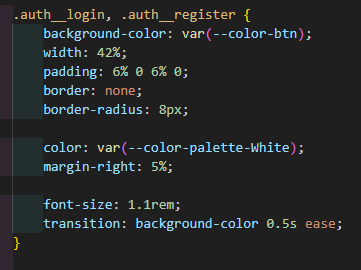 .auth__login, .auth__register {
background-color: var(--color-btn);
width: 42%;
padding: 6% 0 6% 0;
border: none;
border-radius: 8px;
color: var(--color-palette-White);
margin-right: 5%;
font-size: 1.1rem;
transition: background-color 0.5s ease;
}